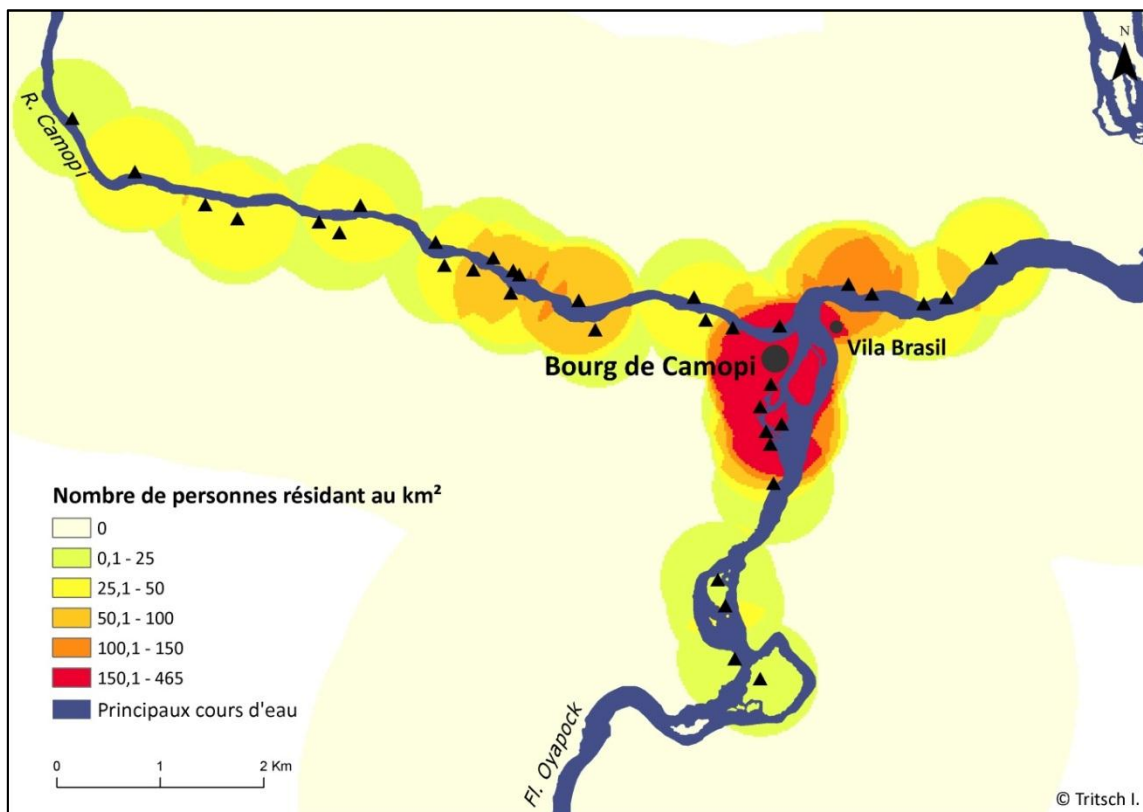 N
R. Camopi
Vila Brasil
Bourg de Camopi
Nombre de personnes résidant au km²
0
0,1 - 25
25,1 - 50
50,1 - 100
100,1 - 150
150,1 - 465
Principaux cours d'eau
0 1 2 Km
Fl. Oyapock
© Tritsch I.